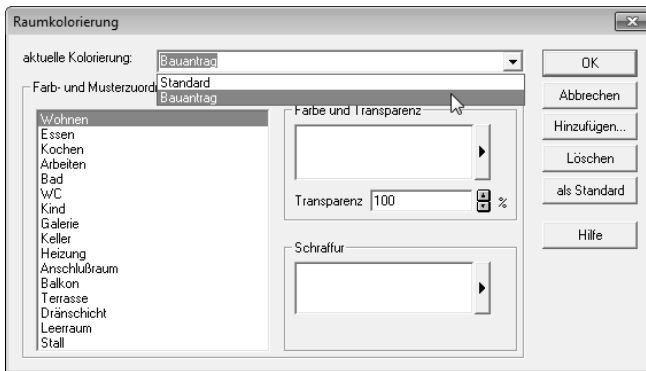 Raumkolorierung
aktuelle Kolorierung: Bauantrag
Standard
Bauantrag
Farb- und Musterzuord
Wohnen
Essen
Kochen
Arbeiten
Bad
WC
Kind
Galerie
Keller
Heizung
Anschlußraum
Balkon
Terrasse
Dränschicht
Leerraum
Stall
Farbe und Transparenz
Transparenz 100 %
Schraffur
OK
Abbrechen
Hinzufügen...
Löschen
als Standard
Hilfe